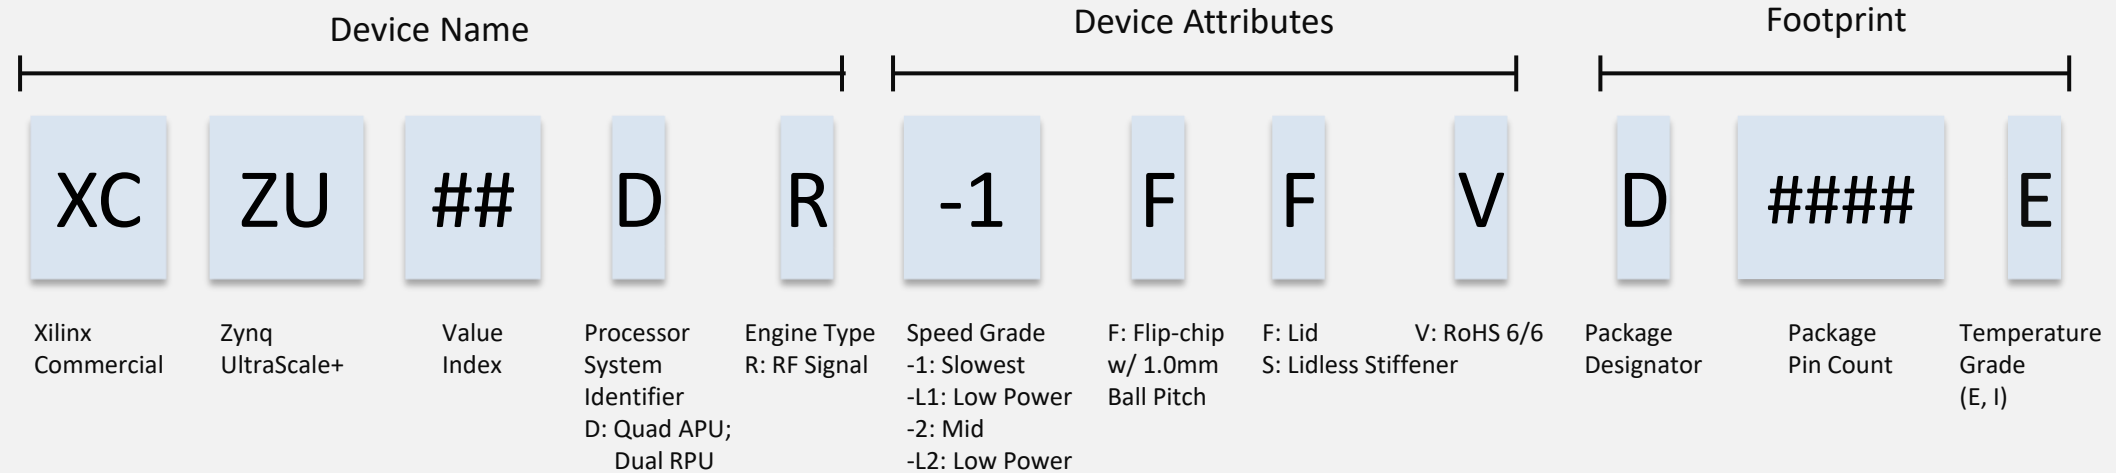 Device Name
Device Attributes
Footprint
XC
ZU
##
D
R
-1
F
F
V
D
####
E
Xilinx
Commercial
Zynq
UltraScale+
Value
Index
Processor
System
Identifier
D: Quad APU;
Dual RPU
Engine Type
R: RF Signal
Speed Grade
-1: Slowest
-L1: Low Power
-2: Mid
-L2: Low Power
F: Flip-chip
w/ 1.0mm
Ball Pitch
F: Lid
S: Lidless Stiffener
V: RoHS 6/6
Package
Designator
Package
Pin Count
Temperature
Grade
(E, I)